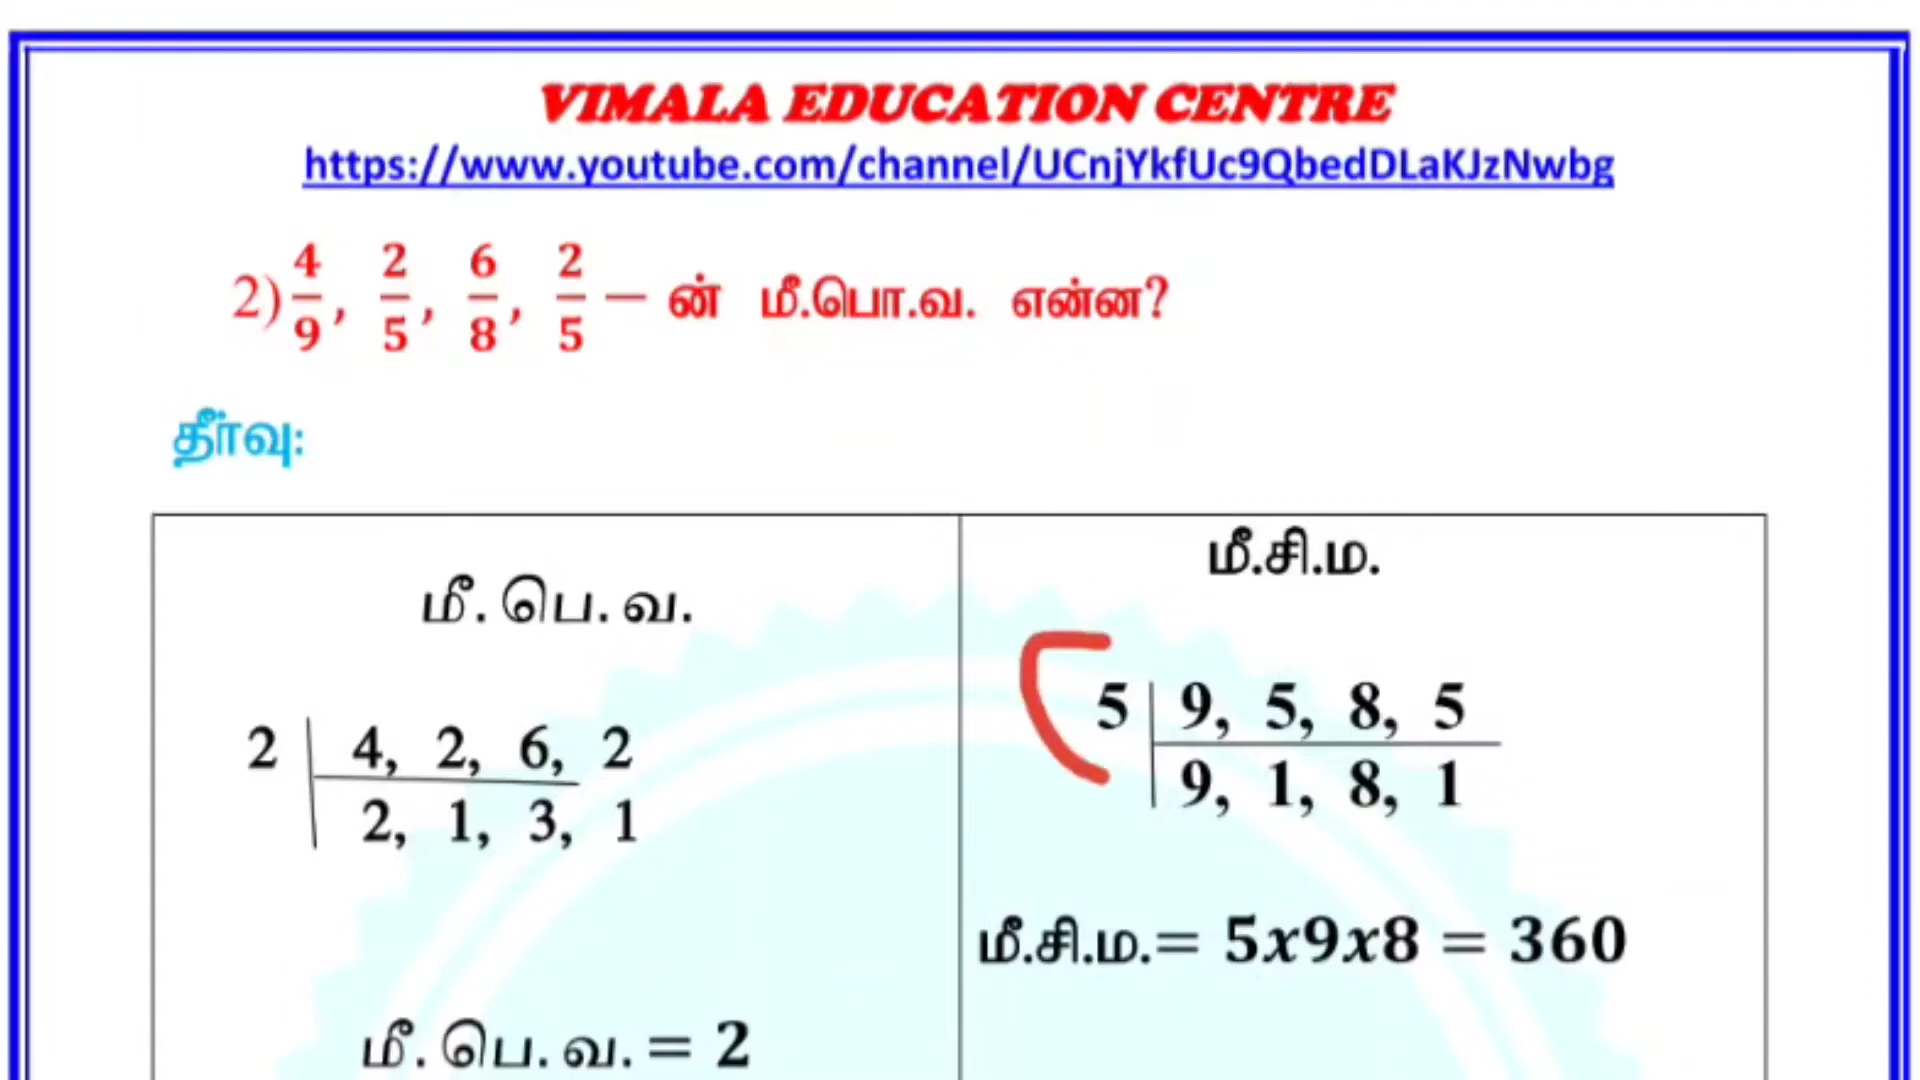 VIMALA EDUCATION CENTRE
https://www.youtube.com/channel/UCnjYkfUc9QbedDLaKJzNwbg
2) 4/9, 2/5, 6/8, 2/5 – ன் மீ.பொ.வ. என்ன?
தீர்வு:
மீ. பெ. வ.
2 | 4, 2, 6, 2
2, 1, 3, 1
மீ. பெ. வ. = 2
மீ.சி.ம.
5 | 9, 5, 8, 5
9, 1, 8, 1
மீ.சி.ம.= 5x9x8 = 360